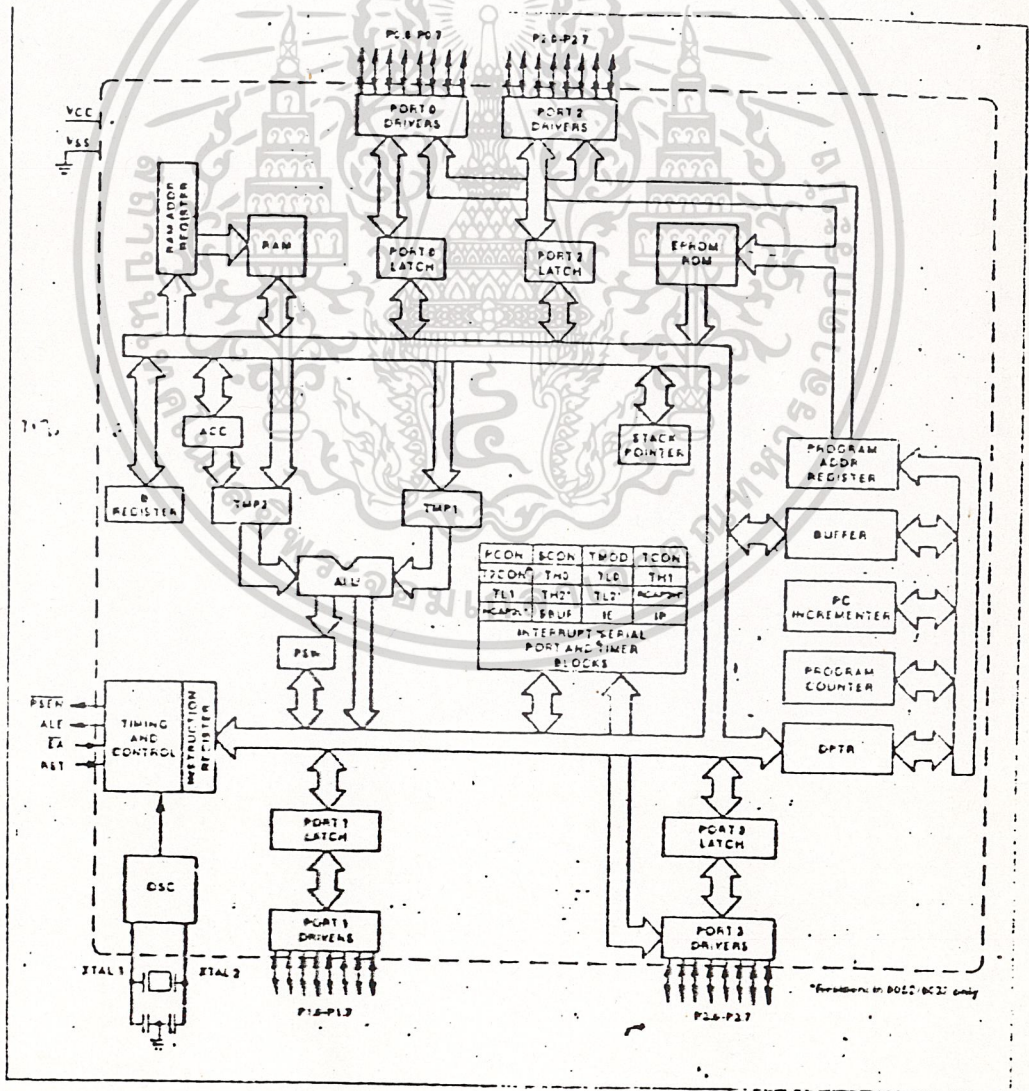 P0.0-P0.7
P2.0-P2.7
PORT 0
DRIVERS
PORT 2
DRIVERS
VCC
VSS
RAM ADDR
REGISTER
RAM
PORT 0
LATCH
PORT 2
LATCH
EPROM
ROM
ACC
STACK
POINTER
PROGRAM
ADDR
REGISTER
B
REGISTER
TMP2
TMP1
BUFFER
ALU
PCON SCON TMOD TCON
T2CON* TH0 TL0 TH1
TL1 TH2* TL2* RCAP2H*
RCAP2L* SBUF IE IP
INTERRUPT SERIAL
PORT AND TIMER
BLOCKS
PC
INCREMENTER
PSW
PROGRAM
COUNTER
PSEN
ALE
EA
RST
TIMING
AND
CONTROL
INSTRUCTION
REGISTER
DPTR
PORT 1
LATCH
PORT 3
LATCH
OSC
PORT 1
DRIVERS
PORT 3
DRIVERS
XTAL 1
XTAL 2
P1.0-P1.7
only